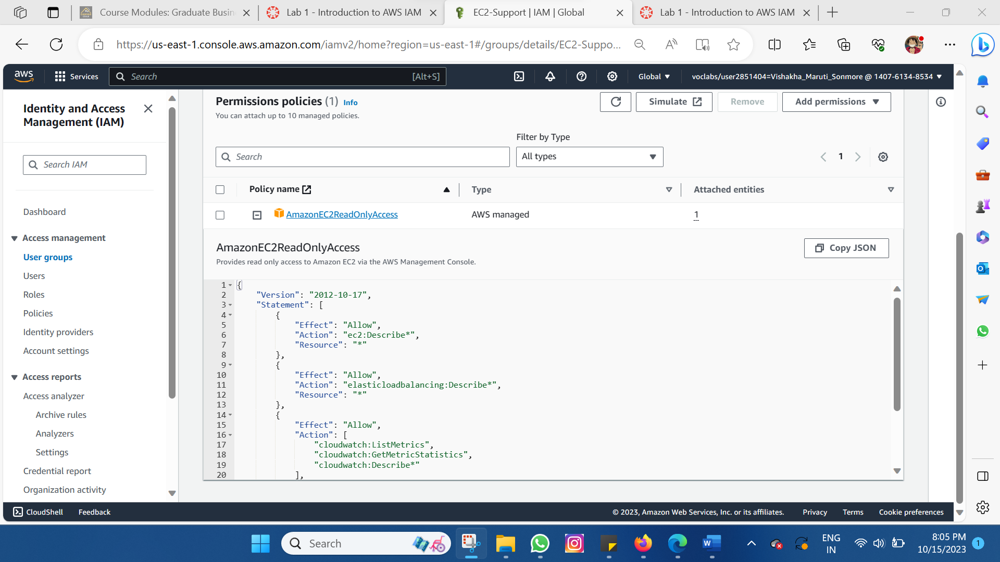 Course Modules: Graduate Busin
Lab 1 - Introduction to AWS IAM
EC2-Support | IAM | Global
Lab 1 - Introduction to AWS IAM
https://us-east-1.console.aws.amazon.com/iamv2/home?region=us-east-1#/groups/details/EC2-Suppo...
aws
Services
Search
[Alt+S]
Global
voclabs/user2851404=Vishakha_Maruti_Sonmore @ 1407-6134-8534
Identity and Access
Management (IAM)
Search IAM
Dashboard
Access management
User groups
Users
Roles
Policies
Identity providers
Account settings
Access reports
Access analyzer
Archive rules
Analyzers
Settings
Credential report
Organization activity
Permissions policies (1) Info
You can attach up to 10 managed policies.
Simulate
Remove
Add permissions
Filter by Type
Search
All types
1
Policy name
Type
Attached entities
AmazonEC2ReadOnlyAccess
AWS managed
1
AmazonEC2ReadOnlyAccess
Provides read only access to Amazon EC2 via the AWS Management Console.
Copy JSON
1 {
2 "Version": "2012-10-17",
3 "Statement": [
4 {
5 "Effect": "Allow",
6 "Action": "ec2:Describe*",
7 "Resource": "*"
8 },
9 {
10 "Effect": "Allow",
11 "Action": "elasticloadbalancing:Describe*",
12 "Resource": "*"
13 },
14 {
15 "Effect": "Allow",
16 "Action": [
17 "cloudwatch:ListMetrics",
18 "cloudwatch:GetMetricStatistics",
19 "cloudwatch:Describe*"
20 ],
CloudShell
Feedback
© 2023, Amazon Web Services, Inc. or its affiliates.
Privacy
Terms
Cookie preferences
Search
ENG
IN
8:05 PM
10/15/2023
1